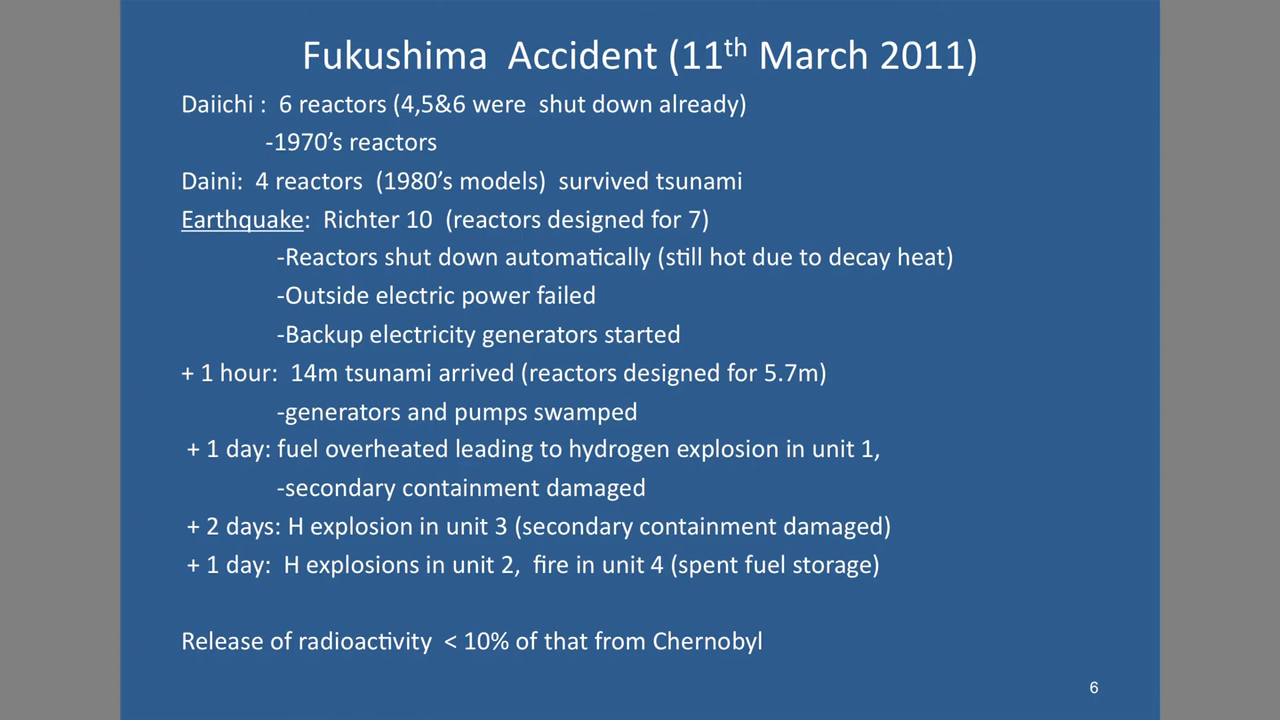 Fukushima  Accident (11th March 2011)
Daiichi :  6 reactors (4,5&6 were  shut down already)
-1970’s reactors
Daini:  4 reactors  (1980’s models)  survived tsunami
Earthquake:  Richter 10  (reactors designed for 7)
-Reactors shut down automatically (still hot due to decay heat)
-Outside electric power failed
-Backup electricity generators started
+ 1 hour:  14m tsunami arrived (reactors designed for 5.7m)
-generators and pumps swamped
+ 1 day: fuel overheated leading to hydrogen explosion in unit 1,
-secondary containment damaged
+ 2 days: H explosion in unit 3 (secondary containment damaged)
+ 1 day:  H explosions in unit 2,  fire in unit 4 (spent fuel storage)
Release of radioactivity  < 10% of that from Chernobyl
6